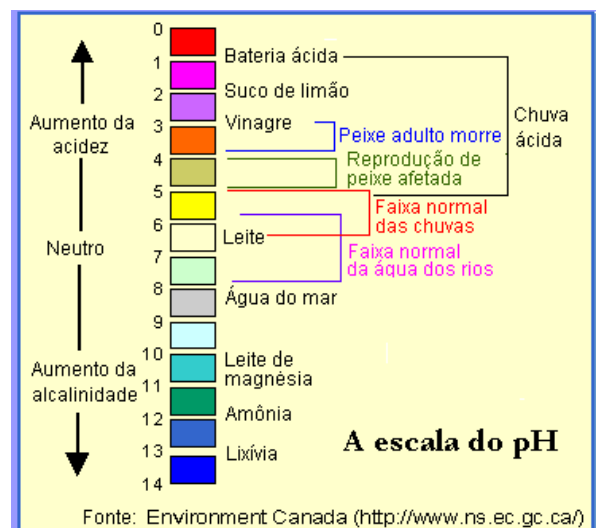 0
1
Bateria ácida
2
Suco de limão
3
Vinagre
Peixe adulto morre
Chuva
ácida
Aumento da
acidez
4
Reprodução de
peixe afetada
5
Faixa normal
das chuvas
6
Leite
Neutro
Faixa normal
da água dos rios
7
8
Água do mar
9
10
Leite de
magnésia
Aumento da
alcalinidade
11
Amônia
12
A escala do pH
13
Lixívia
14
Fonte: Environment Canada (http://www.ns.ec.gc.ca/)